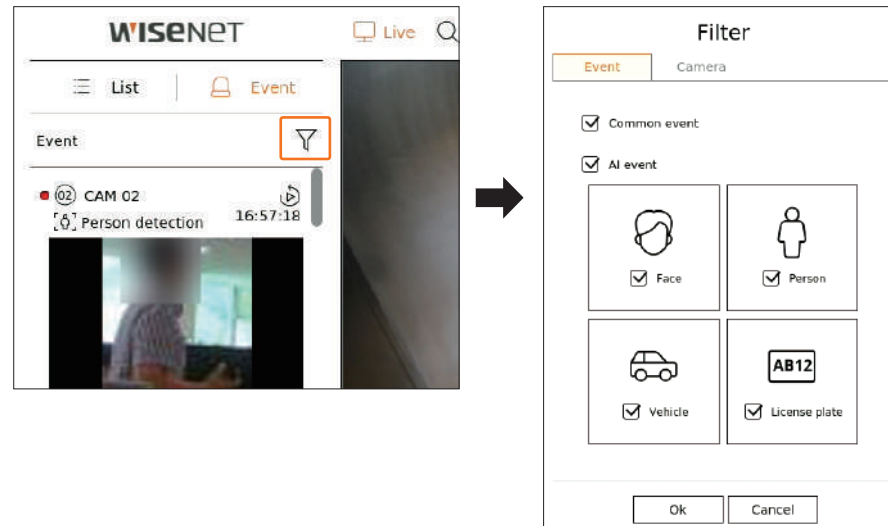 WISENET
Live
List
Event
Event
02 CAM 02
Person detection
16:57:18
Filter
Event
Camera
Common event
AI event
Face
Person
AB12
Vehicle
License plate
Ok
Cancel